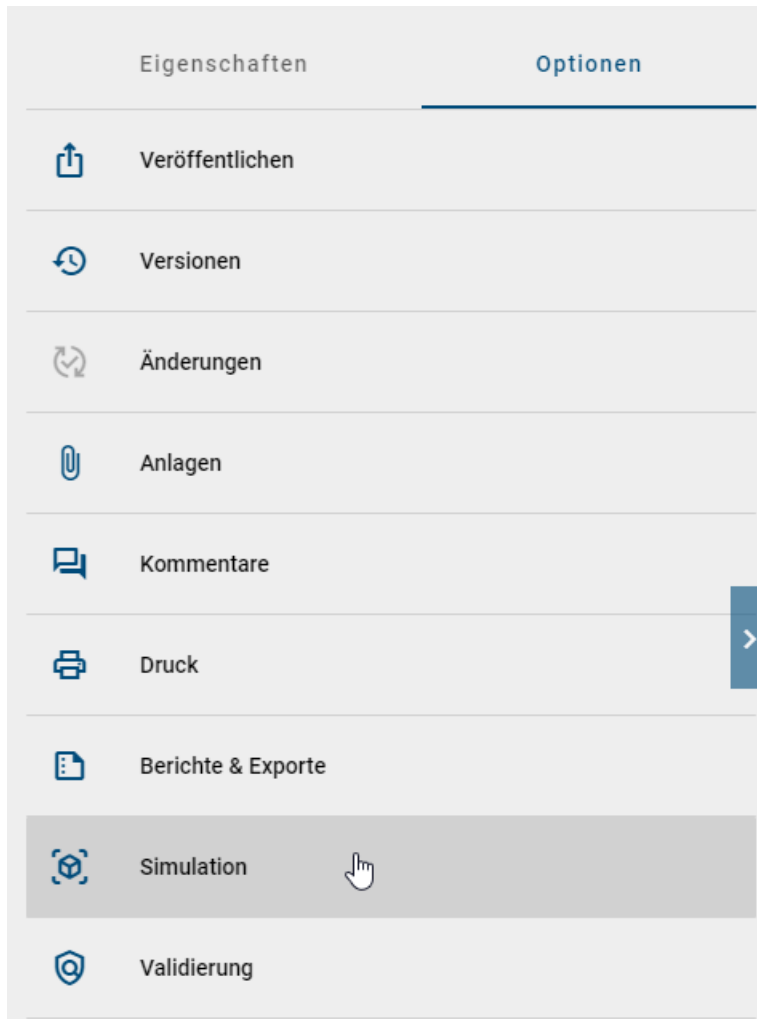 Eigenschaften Optionen
Veröffentlichen
Versionen
Änderungen
Anlagen
Kommentare
Druck
Berichte & Exporte
Simulation
Validierung